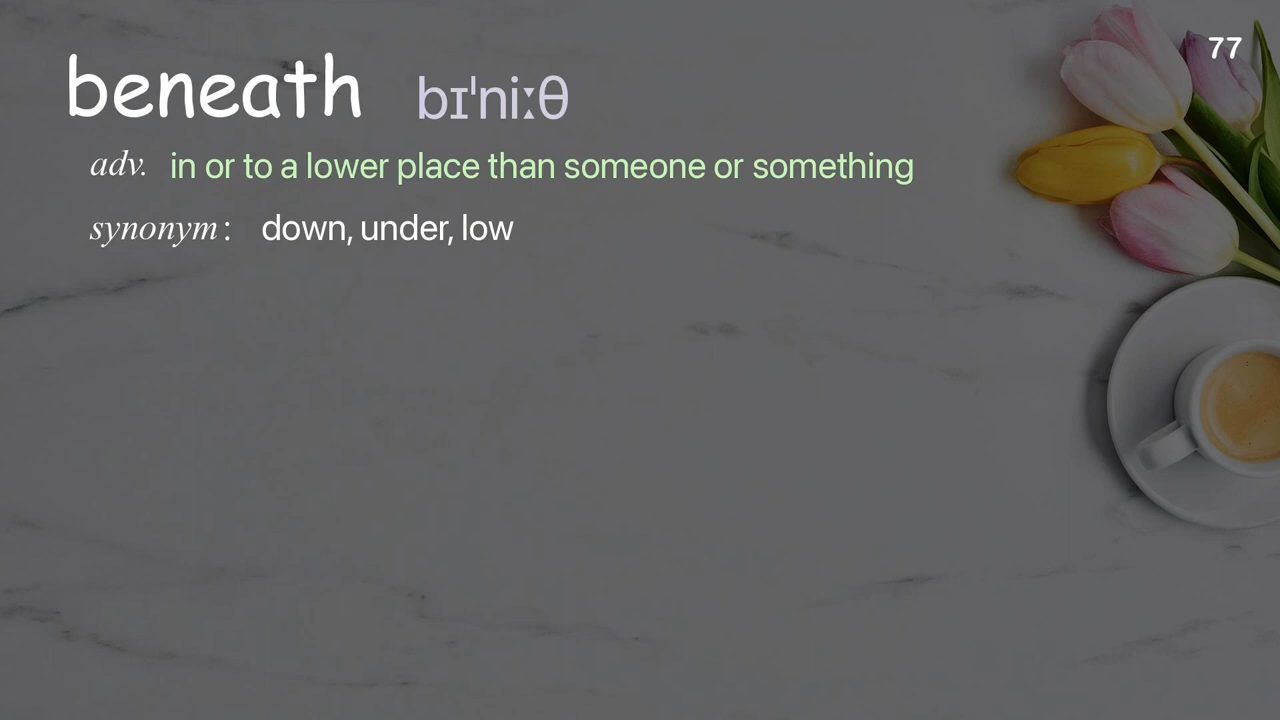 77
beneath bɪˈniːθ
adv. in or to a lower place than someone or something
synonym : down, under, low